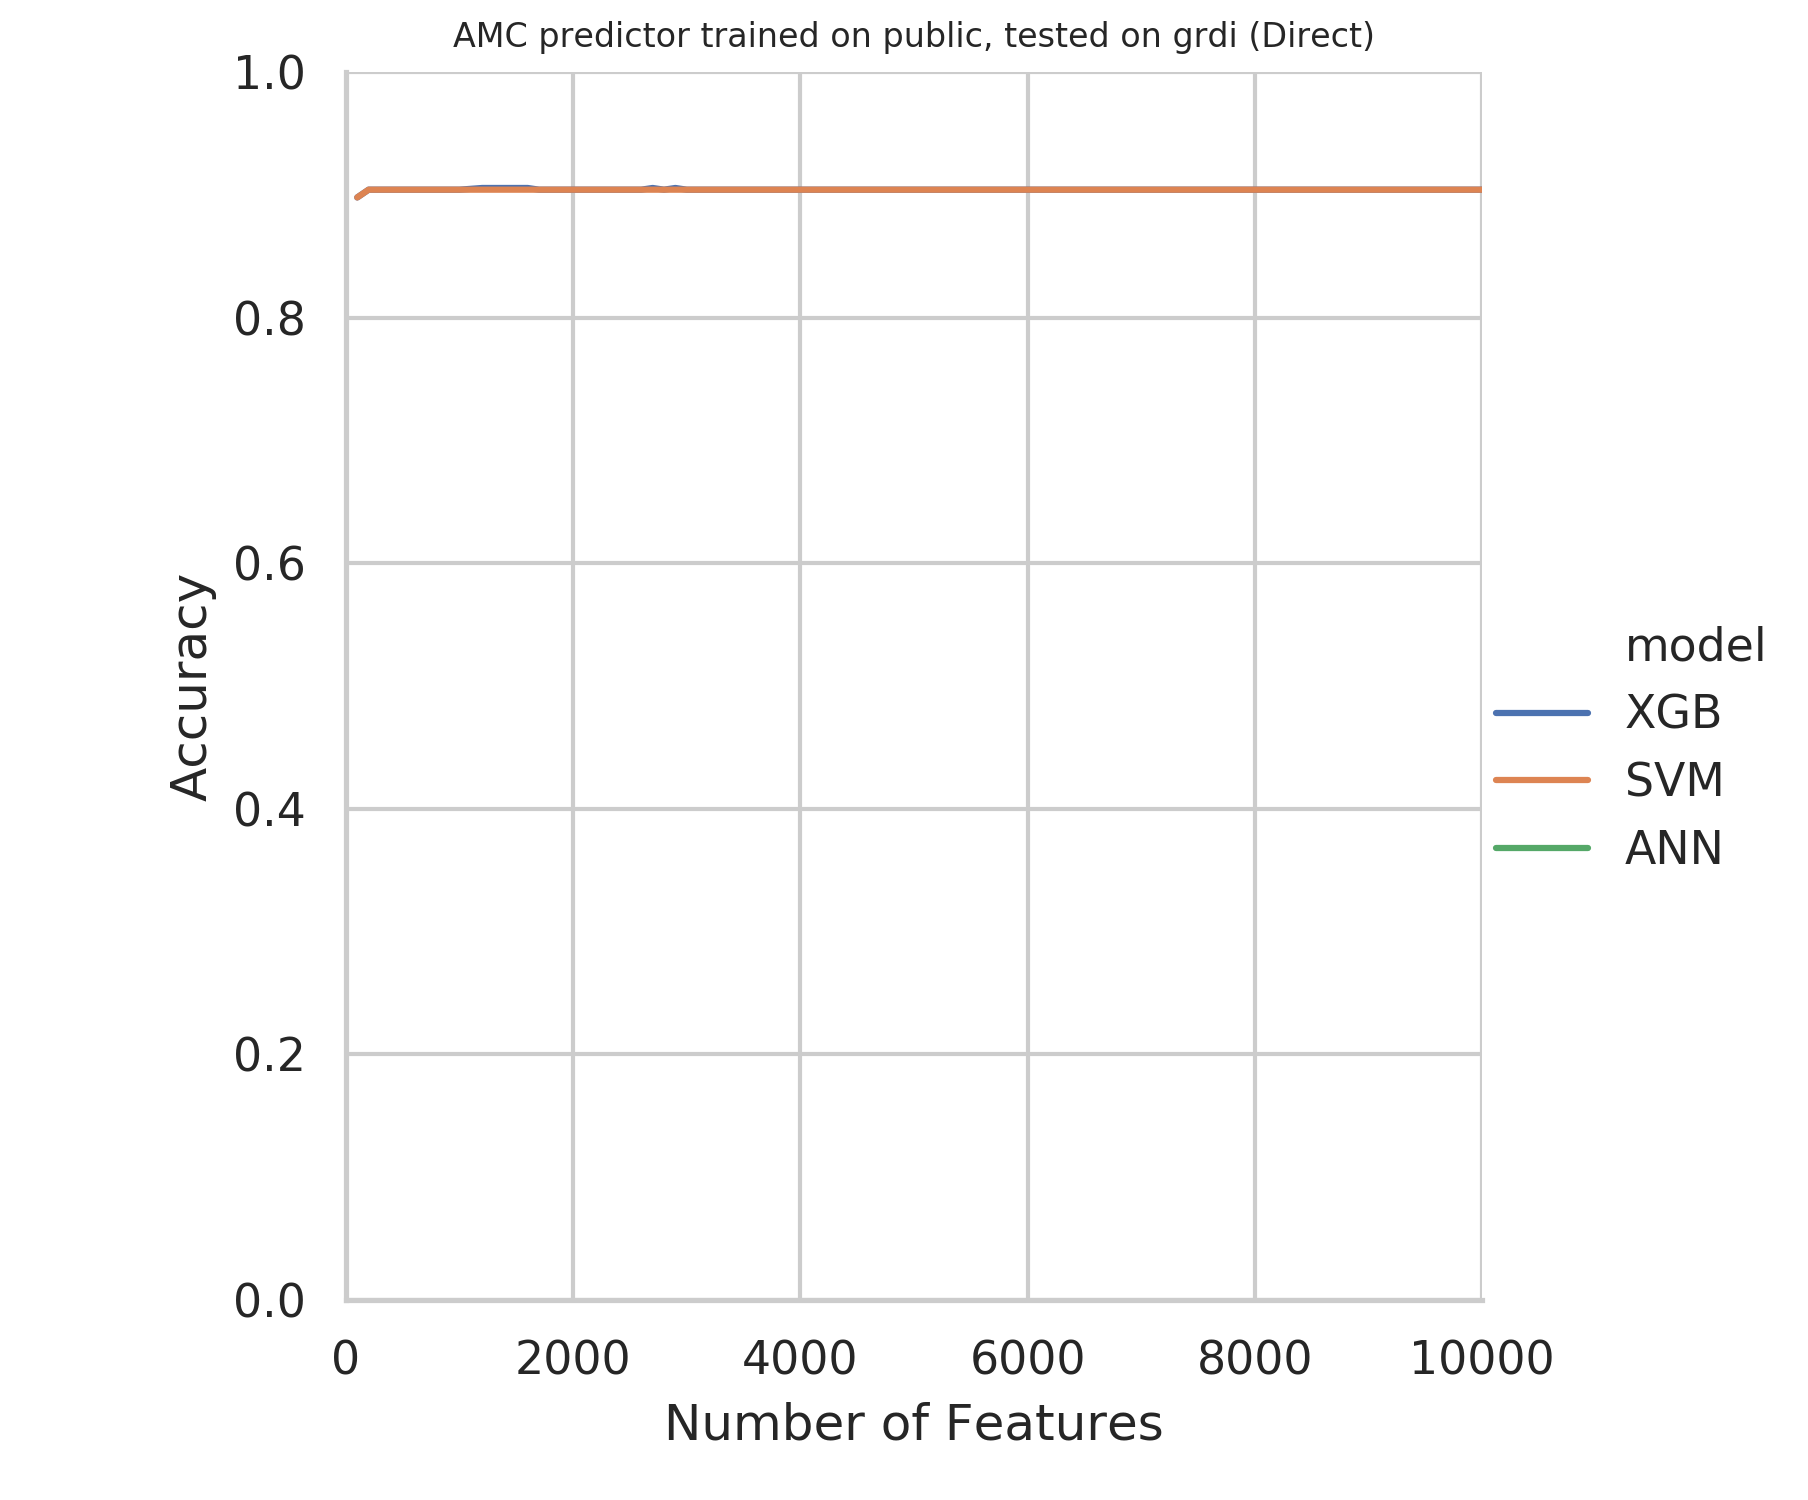 AMC predictor trained on public, tested on grdi (Direct)
1.0
0.8
0.6
0.4
0.2
0.0
Accuracy
0 2000 4000 6000 8000 10000
Number of Features
model
XGB
SVM
ANN